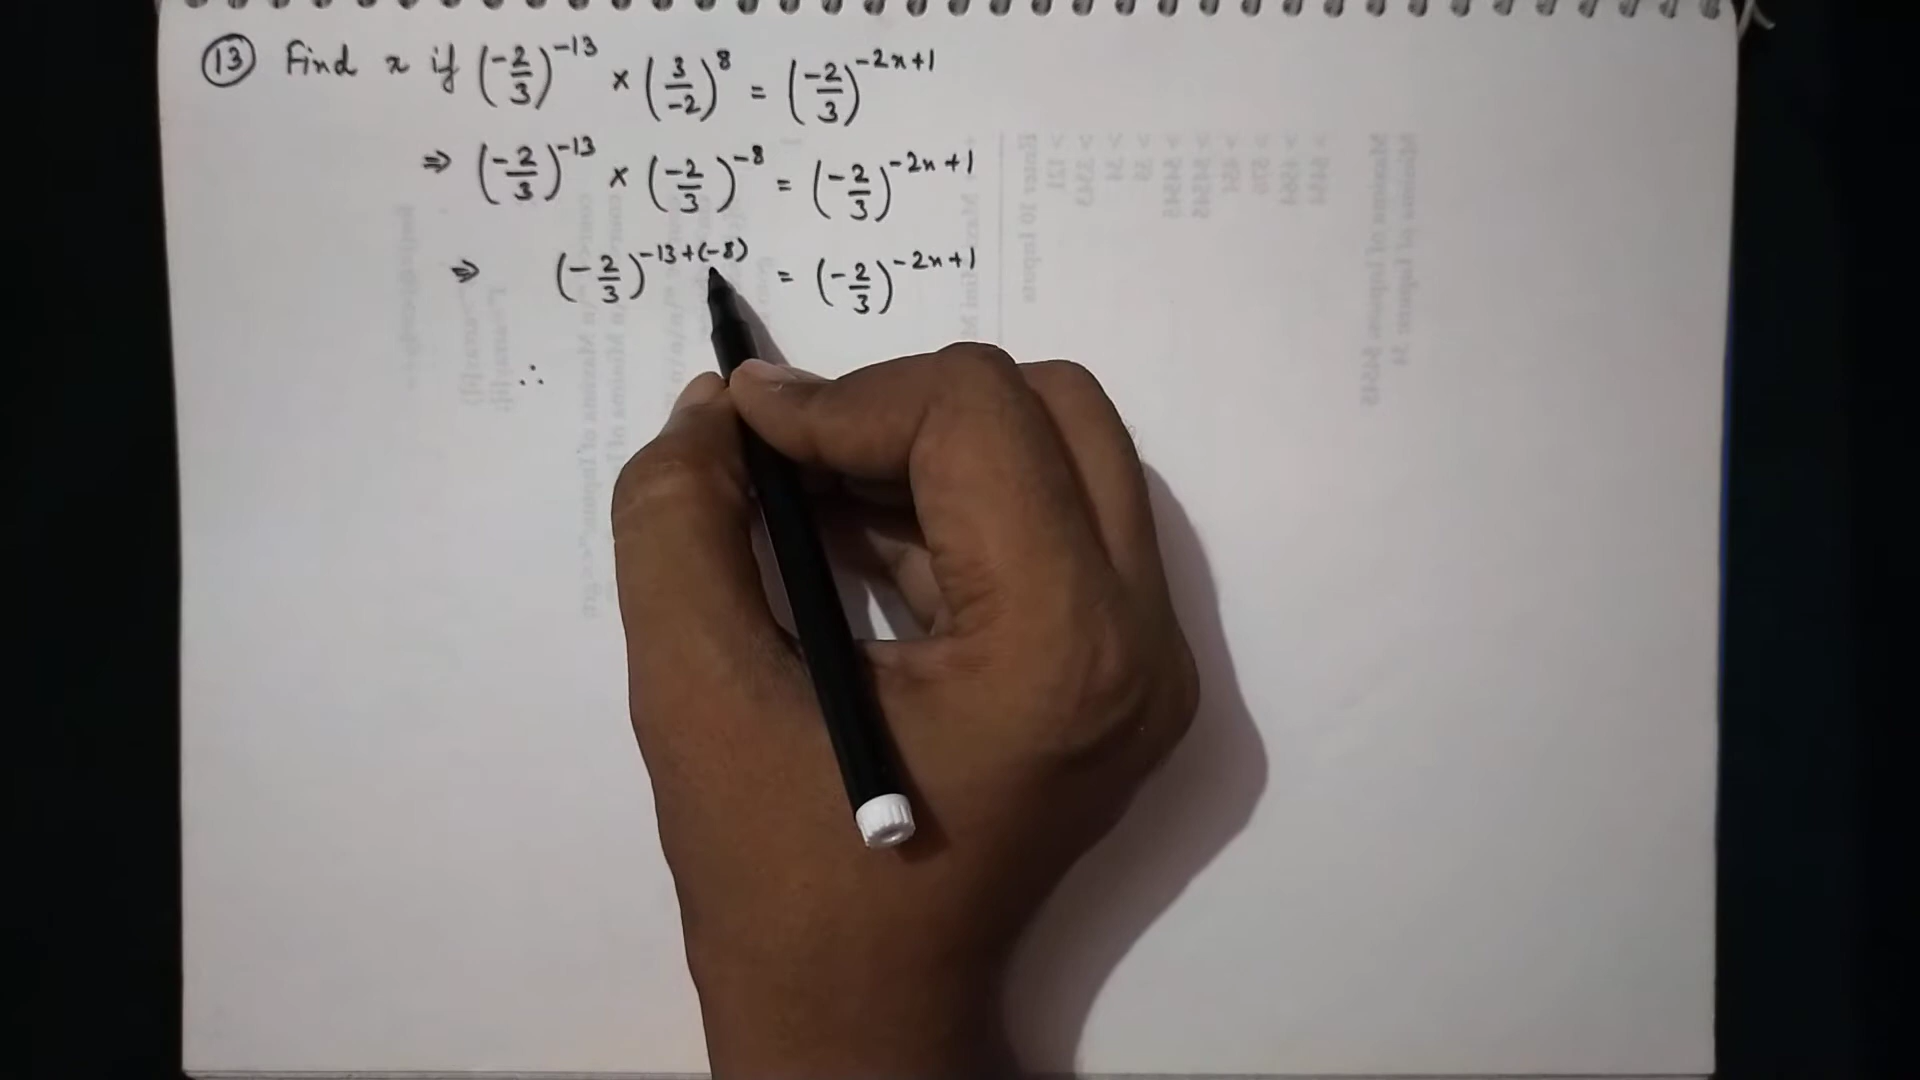 13 Find x if (-2/3)^-13 × (3/-2)^8 = (-2/3)^-2x+1
⇒ (-2/3)^-13 × (-2/3)^-8 = (-2/3)^-2x+1
⇒ (-2/3)^-13+(-8) = (-2/3)^-2x+1
∴